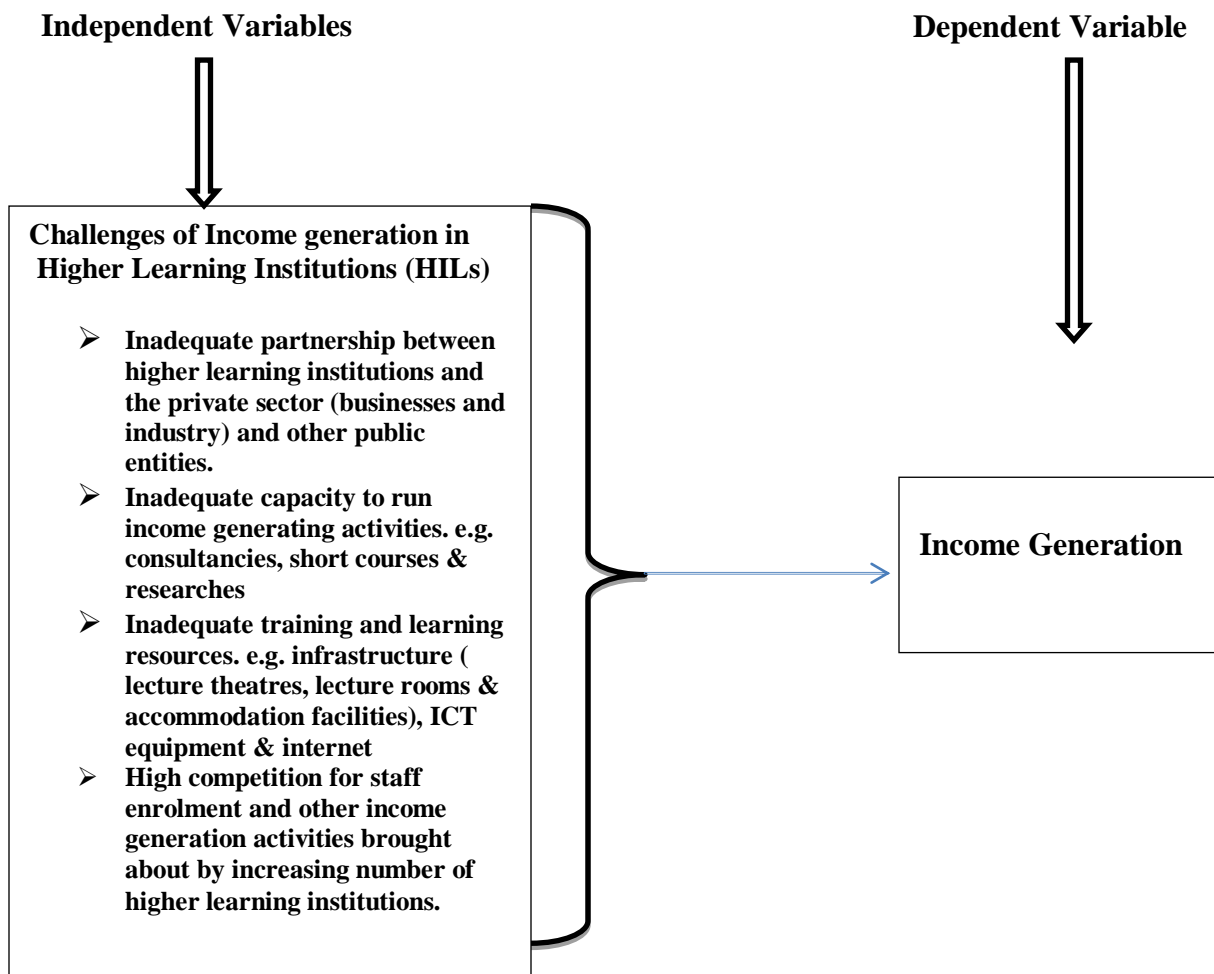 Independent Variables
Dependent Variable
Challenges of Income generation in
Higher Learning Institutions (HILs)
➢ Inadequate partnership between
higher learning institutions and
the private sector (businesses and
industry) and other public
entities.
➢ Inadequate capacity to run
income generating activities. e.g.
consultancies, short courses &
researches
➢ Inadequate training and learning
resources. e.g. infrastructure (
lecture theatres, lecture rooms &
accommodation facilities), ICT
equipment & internet
➢ High competition for staff
enrolment and other income
generation activities brought
about by increasing number of
higher learning institutions.
Income Generation